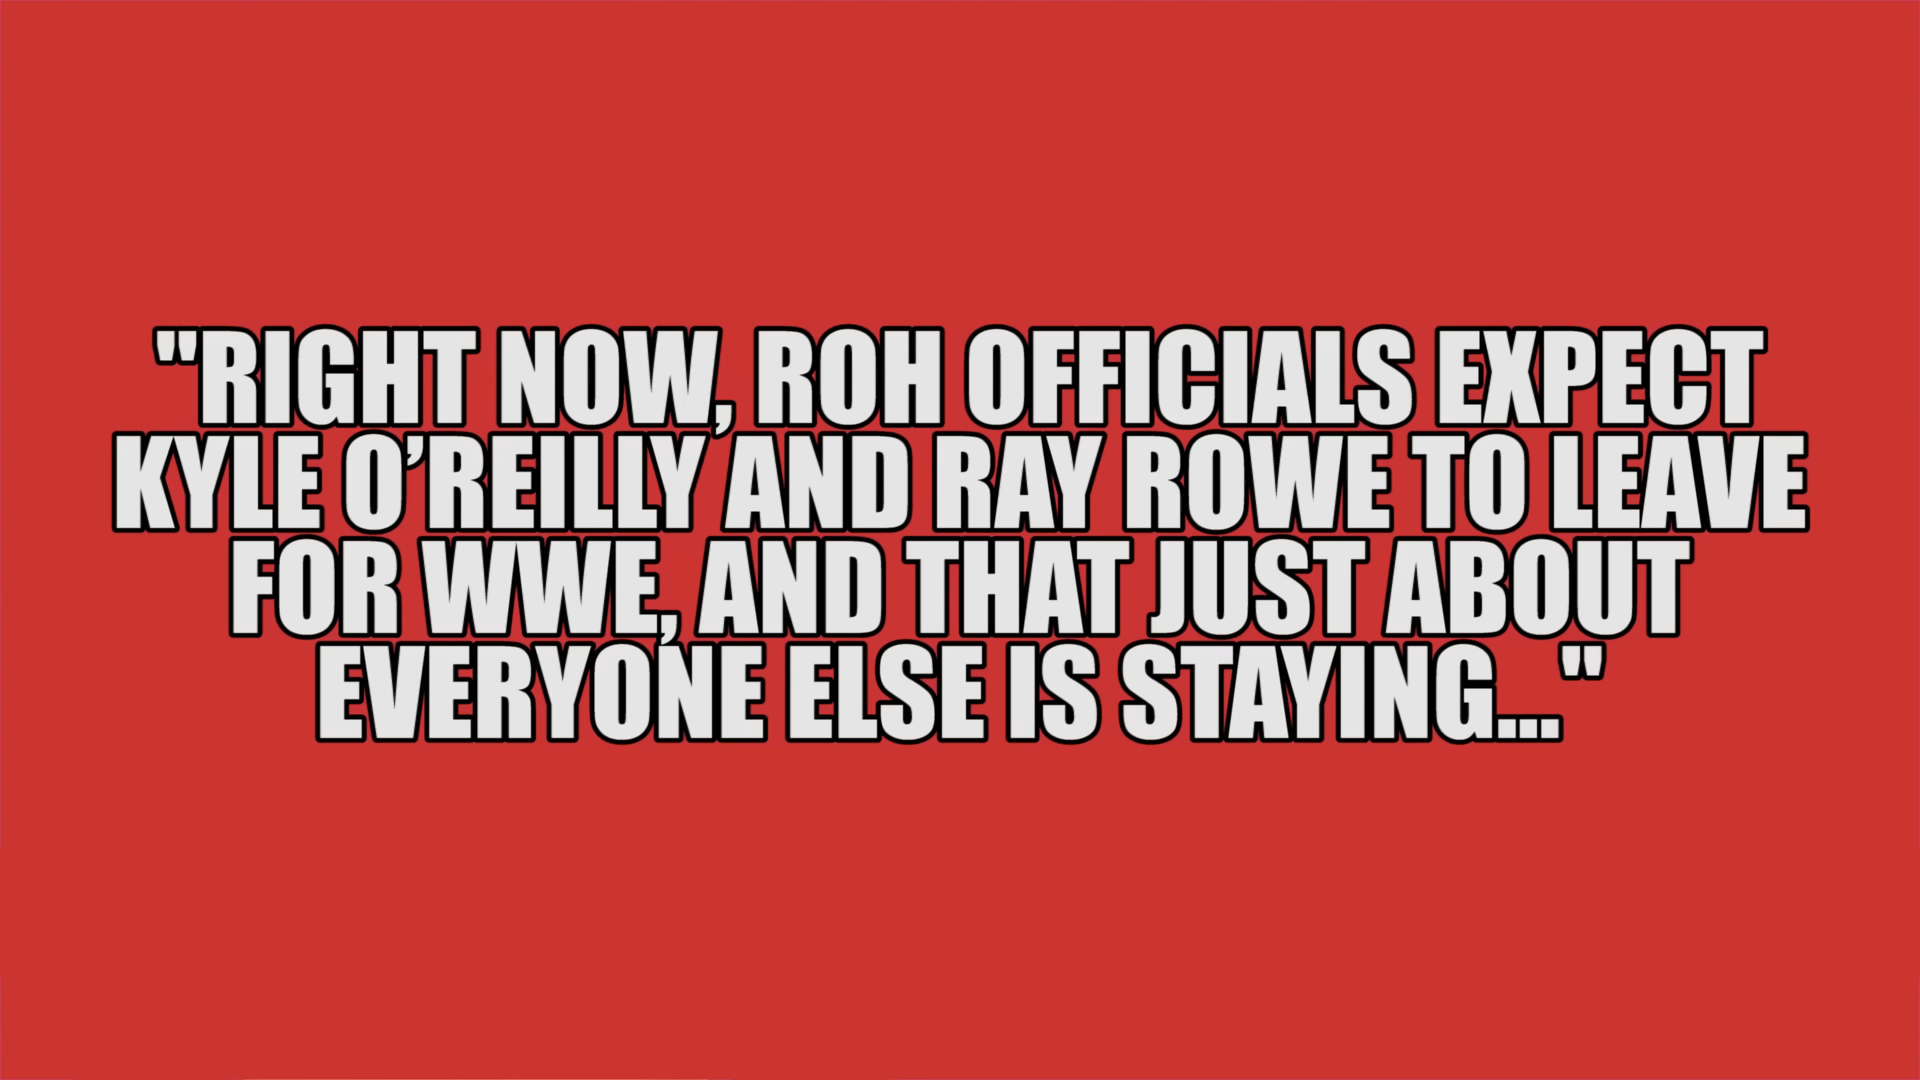 "RIGHT NOW, ROH OFFICIALS EXPECT
KYLE O’REILLY AND RAY ROWE TO LEAVE
FOR WWE, AND THAT JUST ABOUT
EVERYONE ELSE IS STAYING..."